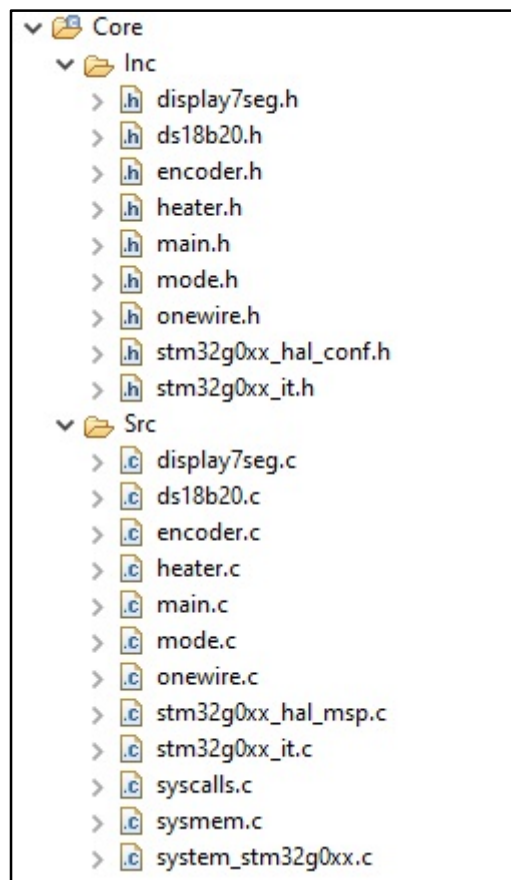 Core
Inc
display7seg.h
ds18b20.h
encoder.h
heater.h
main.h
mode.h
onewire.h
stm32g0xx_hal_conf.h
stm32g0xx_it.h
Src
display7seg.c
ds18b20.c
encoder.c
heater.c
main.c
mode.c
onewire.c
stm32g0xx_hal_msp.c
stm32g0xx_it.c
syscalls.c
sysmem.c
system_stm32g0xx.c